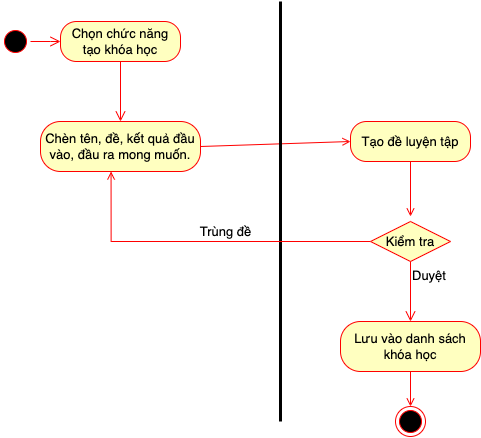 Chọn chức năng
tạo khóa học
Chèn tên, đề, kết quả đầu
vào, đầu ra mong muốn.
Tạo đề luyện tập
Trùng đề
Kiểm tra
Duyệt
Lưu vào danh sách
khóa học